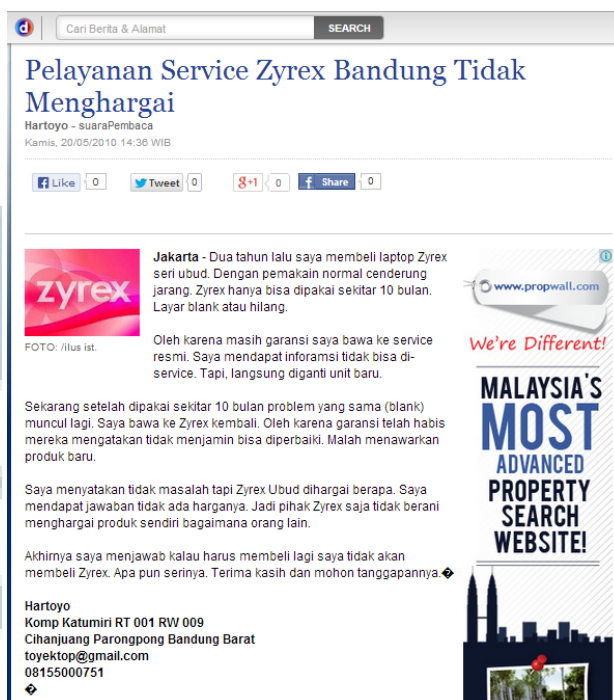 d
Cari Berita & Alamat
SEARCH
Pelayanan Service Zyrex Bandung Tidak
Menghargai
Hartoyo - suaraPembaca
Kamis, 20/05/2010 14:36 WIB
Like 0 Tweet 0 g+1 0 f Share 0
zyrex
FOTO: /ilus ist.
Jakarta - Dua tahun lalu saya membeli laptop Zyrex
seri ubud. Dengan pemakain normal cenderung
jarang. Zyrex hanya bisa dipakai sekitar 10 bulan.
Layar blank atau hilang.
Oleh karena masih garansi saya bawa ke service
resmi. Saya mendapat inforamsi tidak bisa di-
service. Tapi, langsung diganti unit baru.
Sekarang setelah dipakai sekitar 10 bulan problem yang sama (blank)
muncul lagi. Saya bawa ke Zyrex kembali. Oleh karena garansi telah habis
mereka mengatakan tidak menjamin bisa diperbaiki. Malah menawarkan
produk baru.
Saya menyatakan tidak masalah tapi Zyrex Ubud dihargai berapa. Saya
mendapat jawaban tidak ada harganya. Jadi pihak Zyrex saja tidak berani
menghargai produk sendiri bagaimana orang lain.
Akhirnya saya menjawab kalau harus membeli lagi saya tidak akan
membeli Zyrex. Apa pun serinya. Terima kasih dan mohon tanggapannya.�
Hartoyo
Komp Katumiri RT 001 RW 009
Cihanjuang Parongpong Bandung Barat
toyektop@gmail.com
08155000751
�
www.propwall.com
We're Different!
MALAYSIA'S
MOST
ADVANCED
PROPERTY
SEARCH
WEBSITE!